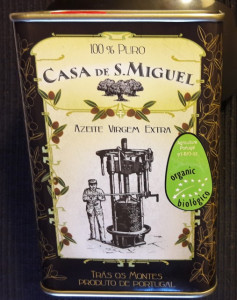 100% PURO
CASA DE S. MIGUEL
AZEITE VIRGEM EXTRA
organic
biológico
TRÁS OS MONTES
PRODUTO DE PORTUGAL